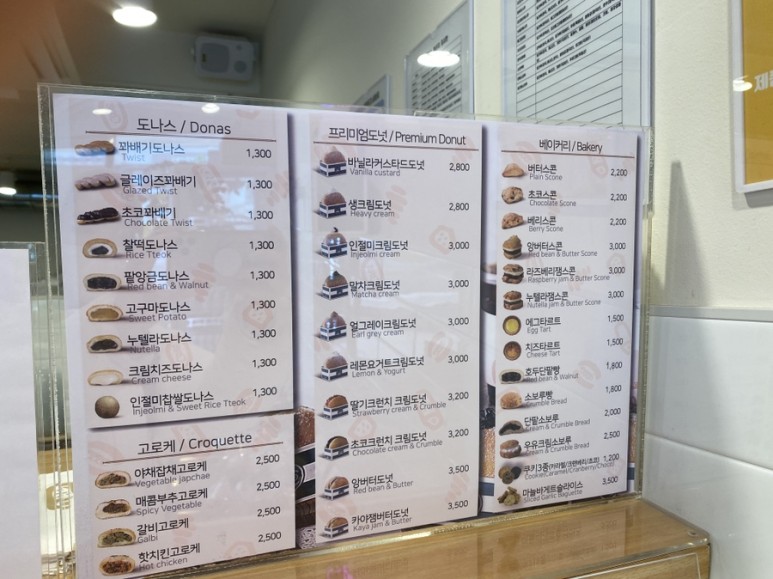 도나스 / Donas
꽈배기도나스 1,300
Twist
글레이즈꽈배기 1,300
Glazed Twist
초코꽈배기 1,300
Chocolate Twist
찰떡도나스 1,300
Rice Tteok
팥앙금도나스 1,300
Red bean & Walnut
고구마도나스 1,300
Sweet Potato
누텔라도나스 1,300
Nutella
크림치즈도나스 1,300
Cream cheese
인절미찹쌀도나스 1,300
Injeolmi & Sweet Rice Tteok
고로케 / Croquette
야채잡채고로케 2,500
Vegetable japchae
매콤부추고로케 2,500
Spicy Vegetable
갈비고로케 2,500
Galbi
핫치킨고로케 2,500
Hot chicken
프리미엄도넛 / Premium Donut
바닐라커스타드도넛 2,800
Vanilla custard
생크림도넛 2,800
Heavy cream
인절미크림도넛 3,000
Injeolmi cream
말차크림도넛 3,000
Matcha cream
얼그레이크림도넛 3,000
Earl grey cream
레몬요거트크림도넛 3,000
Lemon & Yogurt
딸기크런치 크림도넛 3,200
Strawberry cream & Crumble
초코크런치 크림도넛 3,200
Chocolate cream & Crumble
앙버터도넛 3,500
Red bean & Butter
카야잼버터도넛 3,500
Kaya jam & Butter
베이커리 / Bakery
버터스콘 2,200
Plain Scone
초코스콘 2,200
Chocolate Scone
베리스콘 2,200
Berry Scone
앙버터스콘 3,000
Red bean & Butter Scone
라즈베리잼스콘 3,000
Raspberry jam & Butter Scone
누텔라잼스콘 3,000
Nutella jam & Butter Scone
에그타르트 1,500
Egg Tart
치즈타르트 1,500
Cheese Tart
호두단팥빵 1,800
Red bean & Walnut
소보루빵 1,800
Crumble Bread
단팥소보루 2,000
Cream & Crumble Bread
우유크림소보루 2,500
Cream & Crumble Bread
쿠키3종(카라멜/크랜베리/초코) 1,200
Cookie(Caramel/Cranberry/Choco)
마늘바게트슬라이스 3,500
Sliced Garlic Baguette